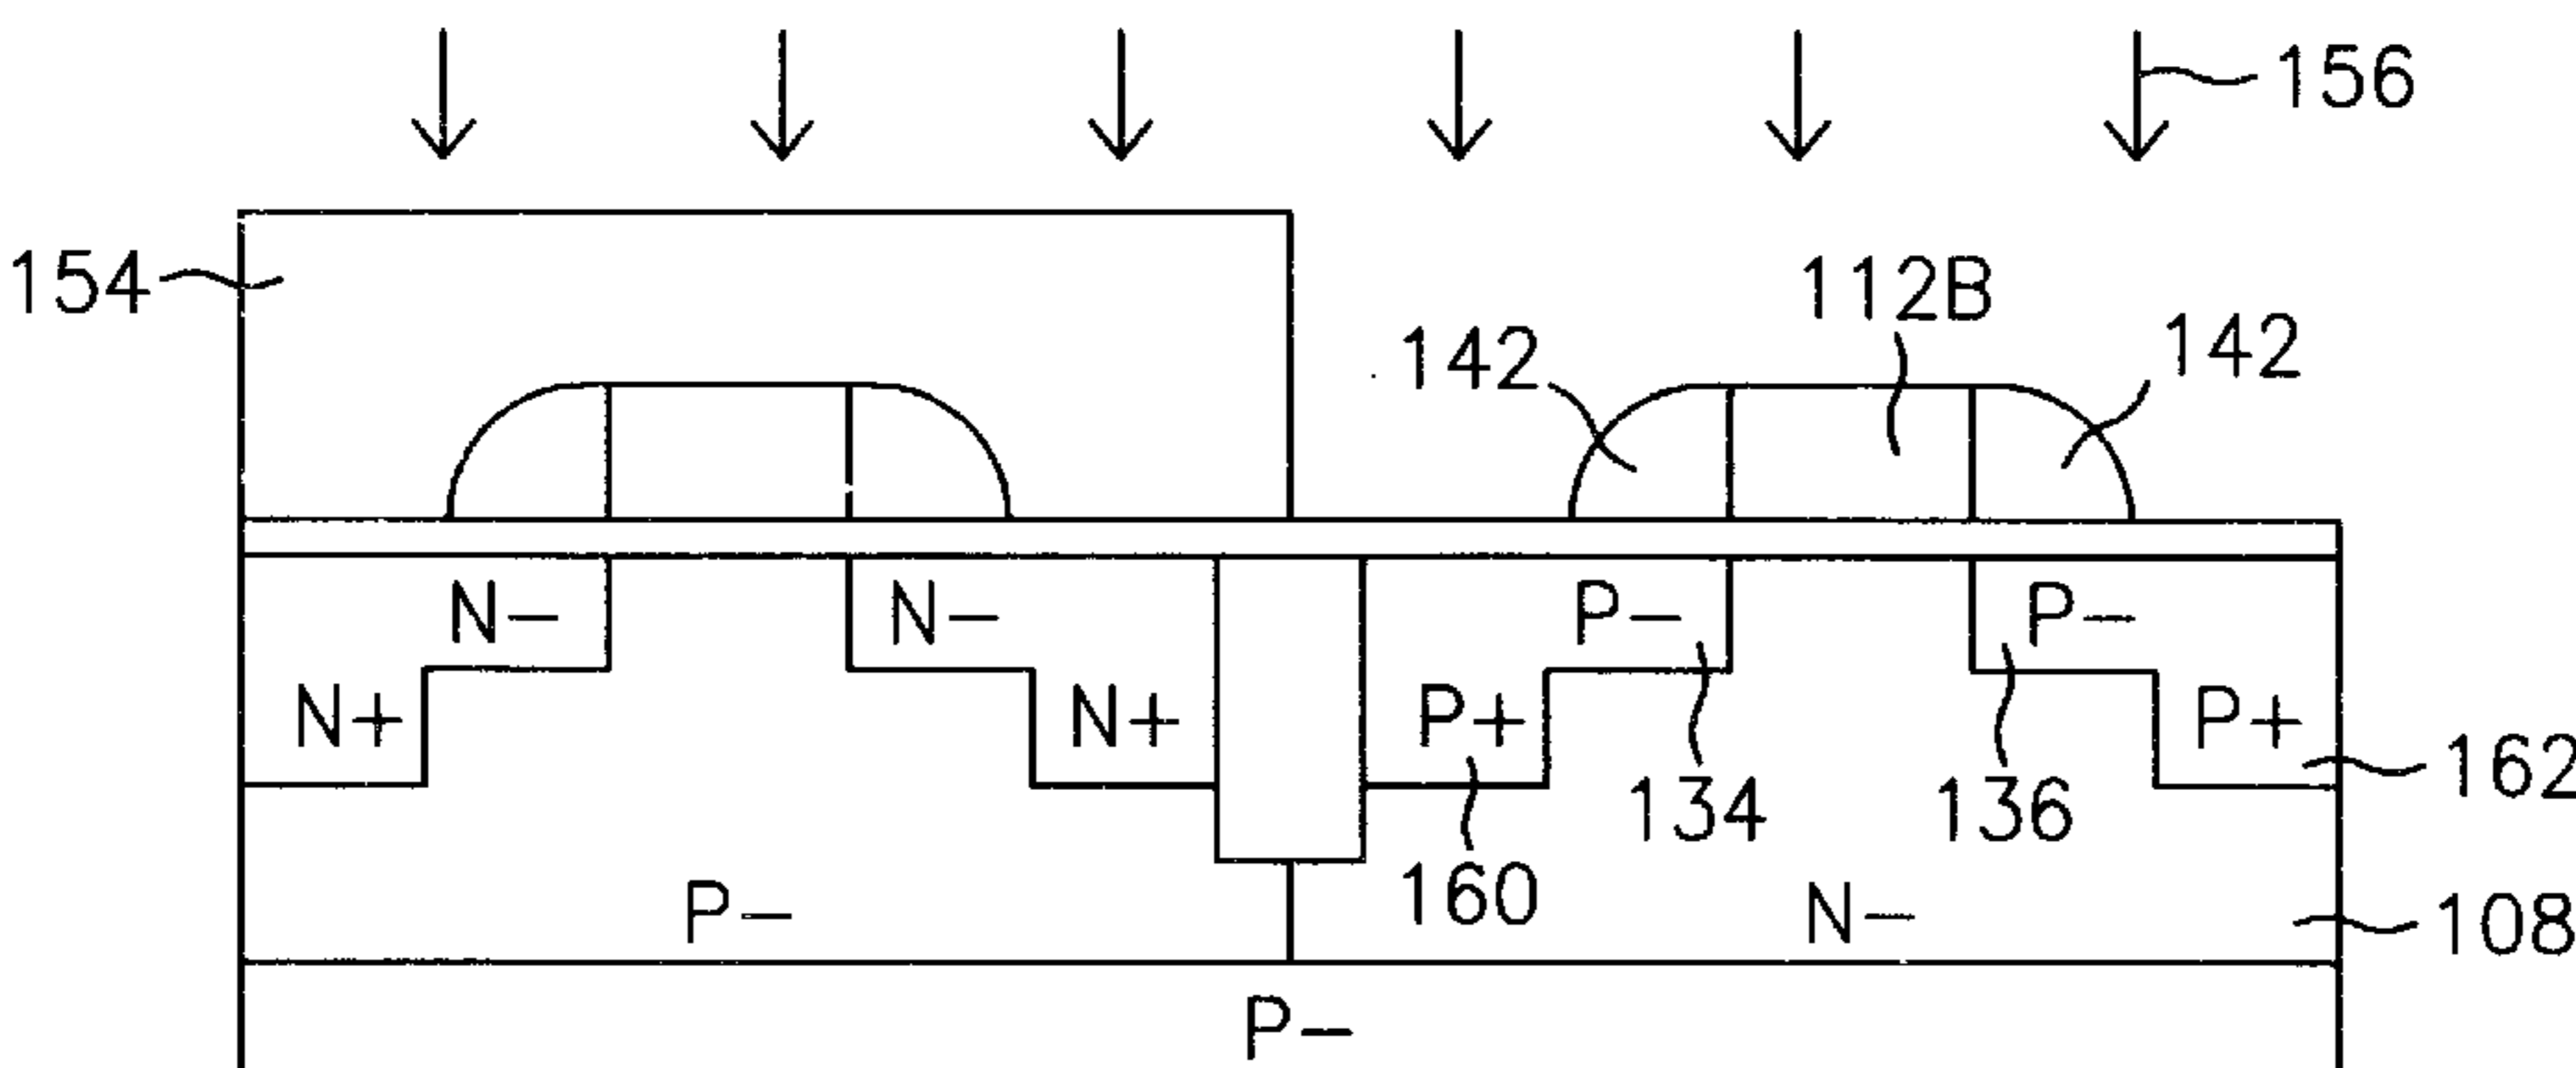 156
154
112B
142
142
N-
N-
P-
P-
N+
N+
P+
P+
162
134
136
160
P-
N-
108
P-